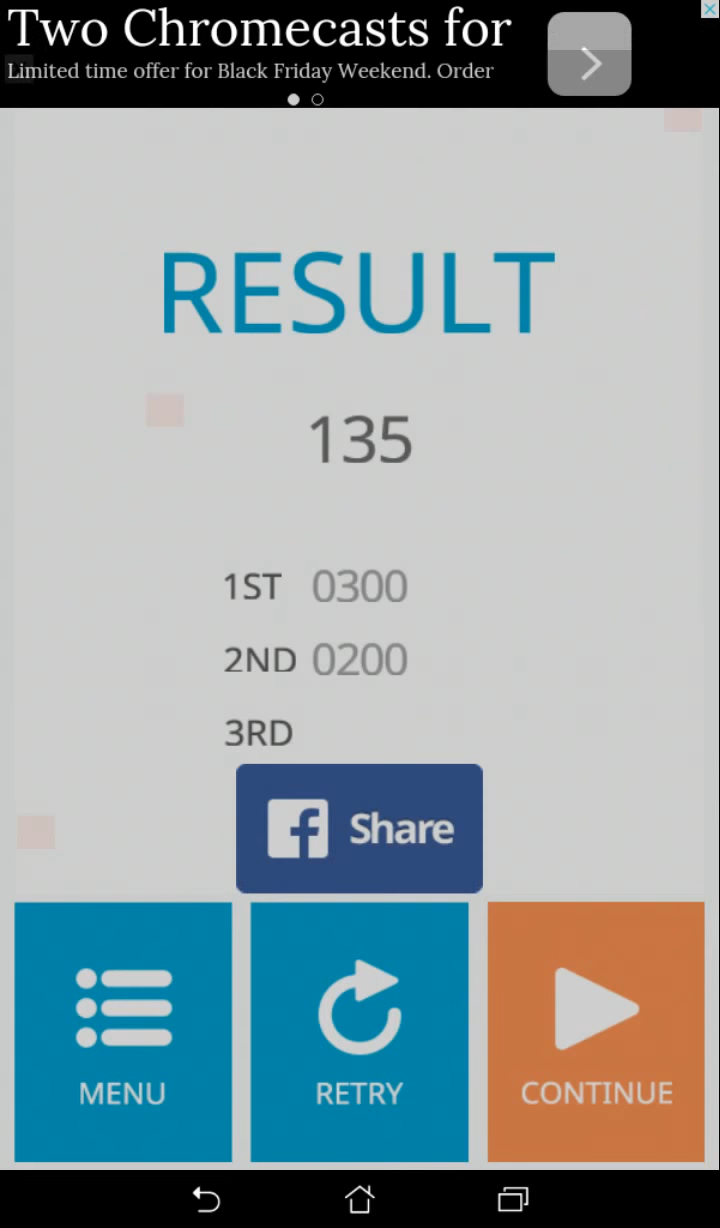 Two Chromecasts for
Limited time offer for Black Friday Weekend. Order
RESULT
135
1ST 0300
2ND 0200
3RD
Share
MENU RETRY CONTINUE